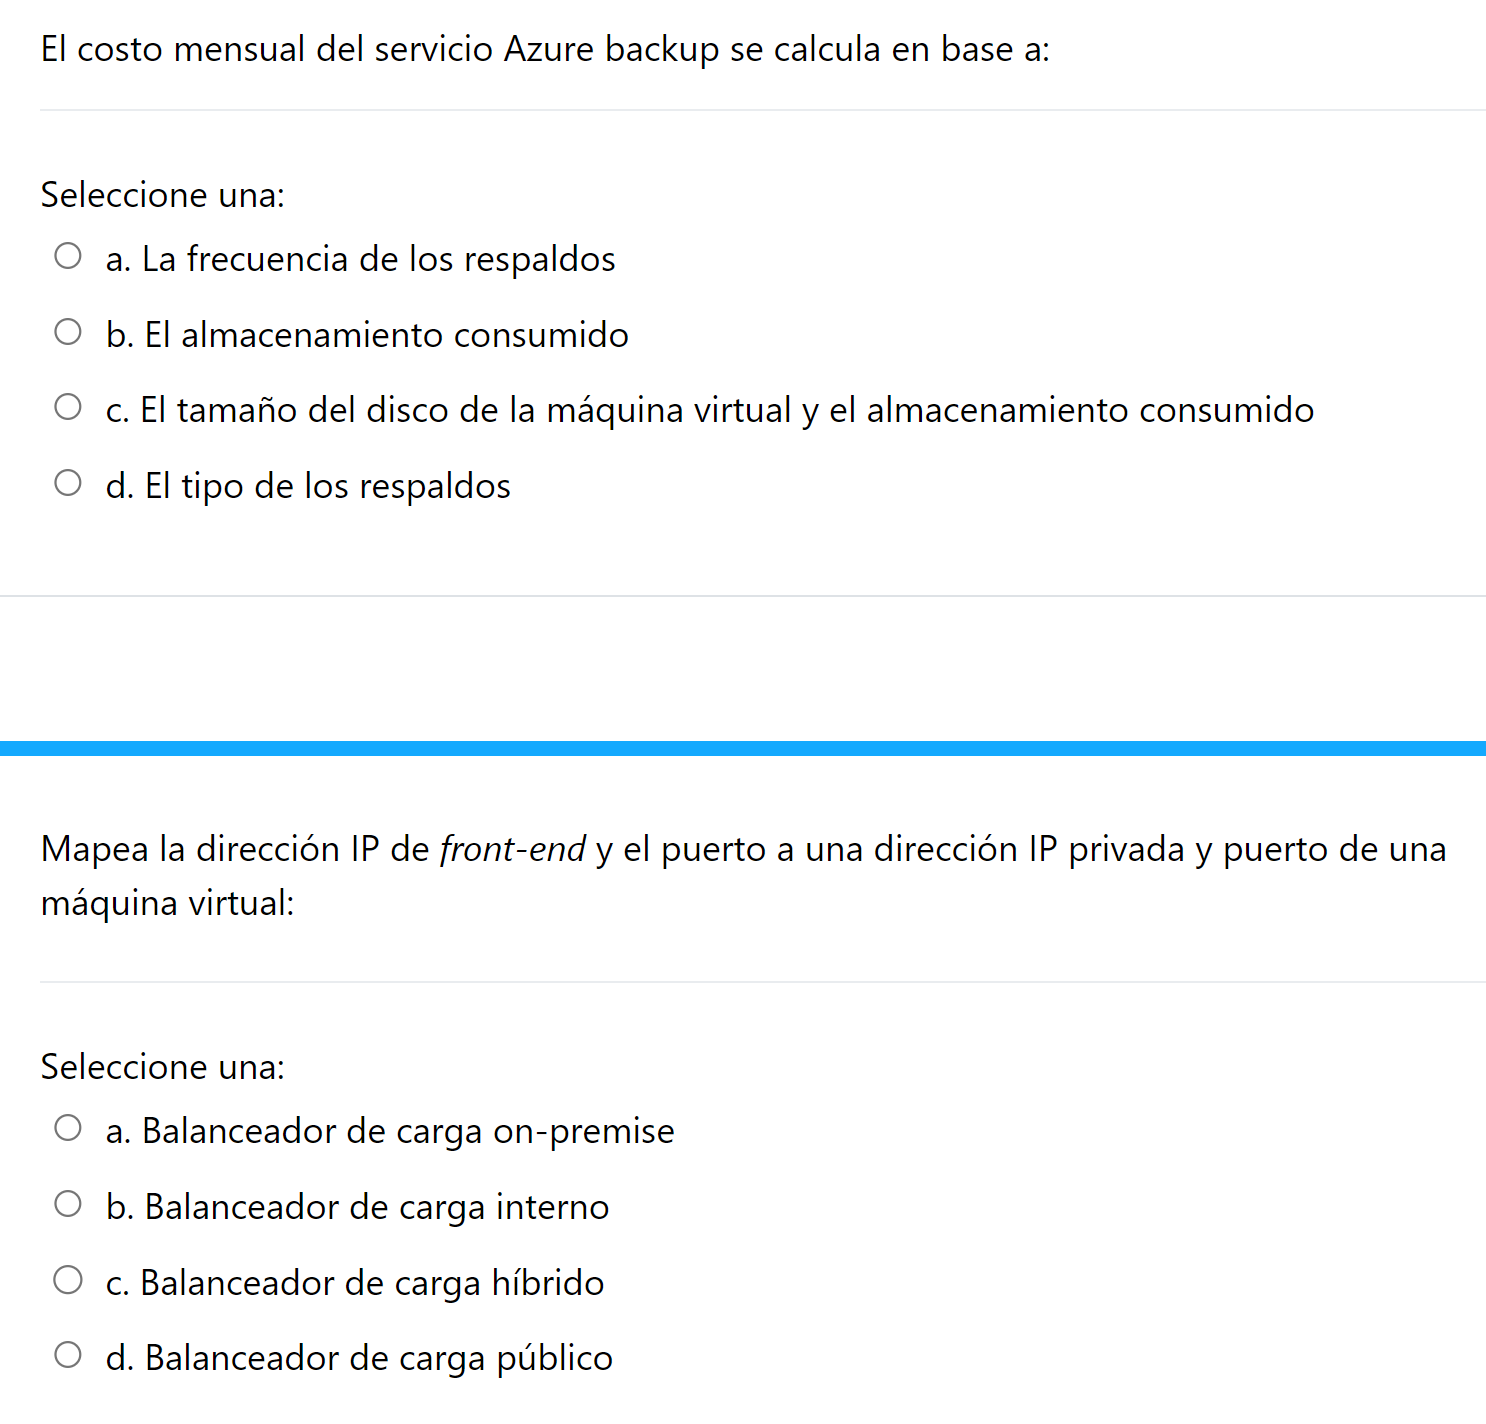 El costo mensual del servicio Azure backup se calcula en base a:
Seleccione una:
a. La frecuencia de los respaldos
b. El almacenamiento consumido
c. El tamaño del disco de la máquina virtual y el almacenamiento consumido
d. El tipo de los respaldos
Mapea la dirección IP de front-end y el puerto a una dirección IP privada y puerto de una
máquina virtual:
Seleccione una:
a. Balanceador de carga on-premise
b. Balanceador de carga interno
c. Balanceador de carga híbrido
d. Balanceador de carga público